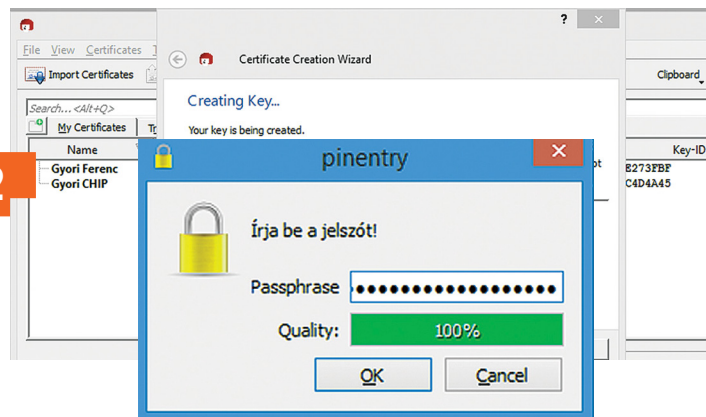 ?
File View Certificates
Certificate Creation Wizard
Import Certificates
Clipboard
Search...<Alt+Q>
Creating Key...
My Certificates
Your key is being created.
Name
Key-ID
Gyori Ferenc
E273FBF
Gyori CHIP
C4D4A45
2
pinentry
Írja be a jelszót!
Passphrase
Quality:
100%
OK
Cancel